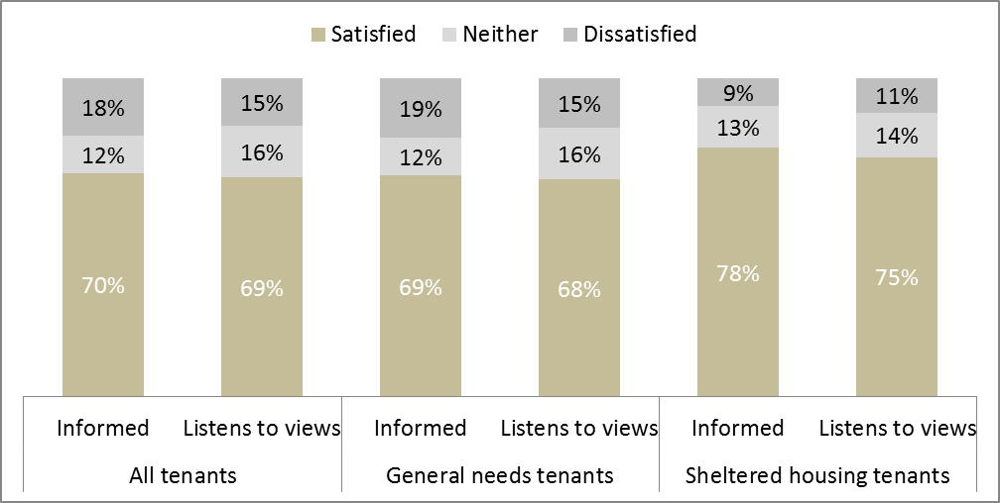 Satisfied Neither Dissatisfied
18% 15% 19% 15% 9% 11%
12% 16% 12% 16% 13% 14%
70% 69% 69% 68% 78% 75%
Informed Listens to views Informed Listens to views Informed Listens to views
All tenants General needs tenants Sheltered housing tenants